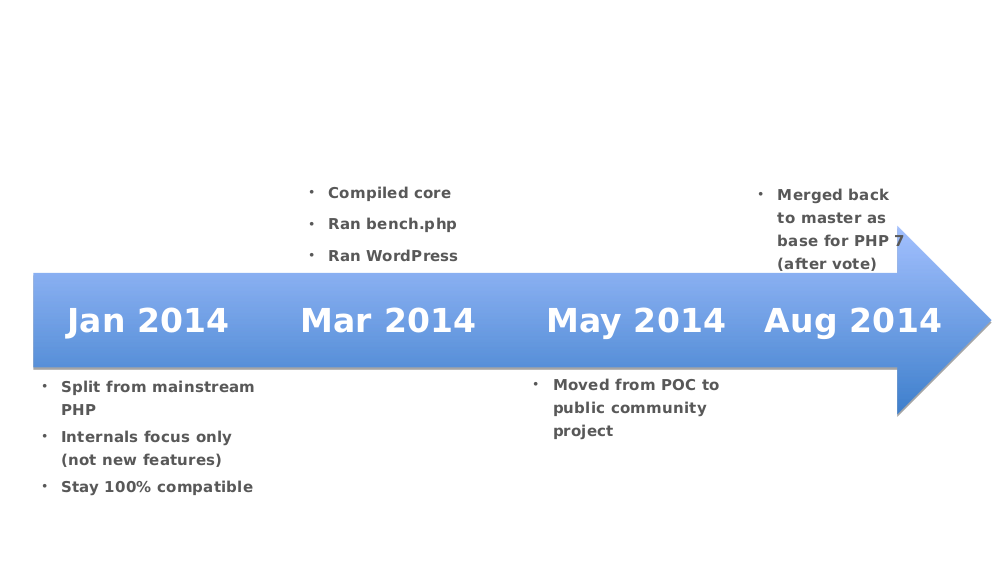 • Compiled core
• Ran bench.php
• Ran WordPress
• Merged back
to master as
base for PHP 7
(after vote)
Jan 2014
Mar 2014
May 2014
Aug 2014
• Split from mainstream
PHP
• Internals focus only
(not new features)
• Stay 100% compatible
• Moved from POC to
public community
project